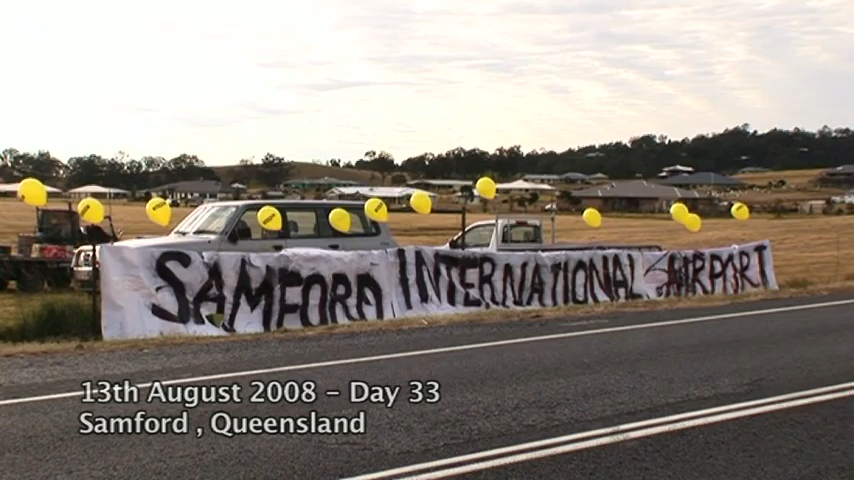 SAMFORD INTERNATIONAL AIRPORT
13th August 2008 - Day 33
Samford , Queensland